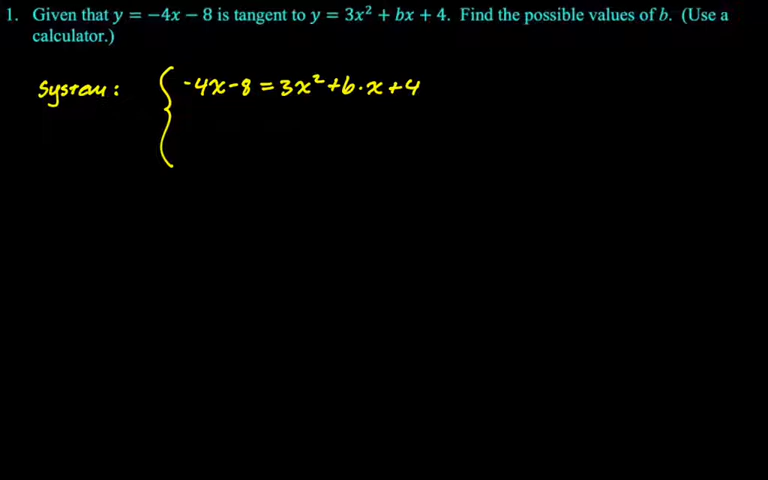 1. Given that y = −4x − 8 is tangent to y = 3x² + bx + 4. Find the possible values of b. (Use a
calculator.)
System: { -4x-8 = 3x²+b·x+4